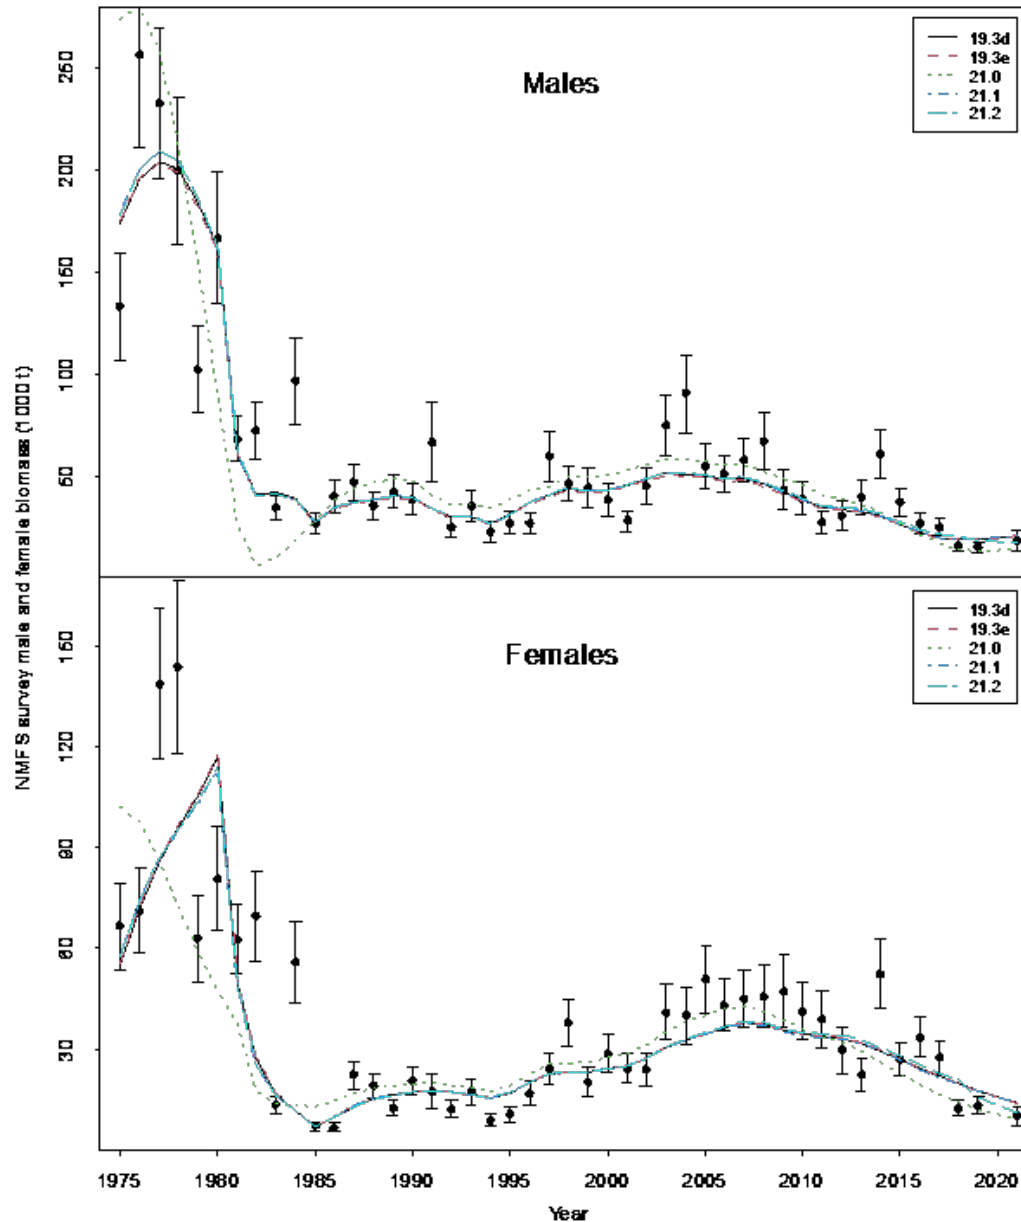 Males
19.3d
19.3e
21.0
21.1
21.2
250
200
150
100
50
Females
19.3d
19.3e
21.0
21.1
21.2
150
120
90
60
30
NMFS survey male and female biomass (1000 t)
1975 1980 1985 1990 1995 2000 2005 2010 2015 2020
Year